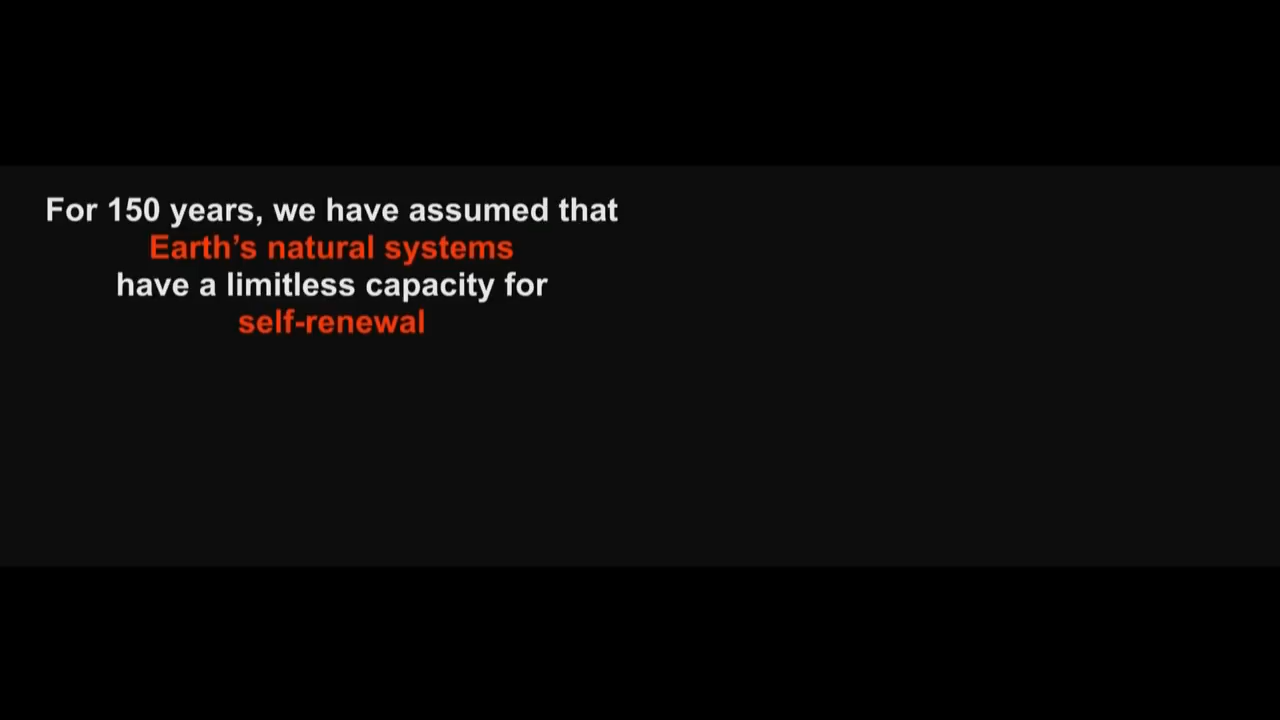 For 150 years, we have assumed that
Earth’s natural systems
have a limitless capacity for
self-renewal